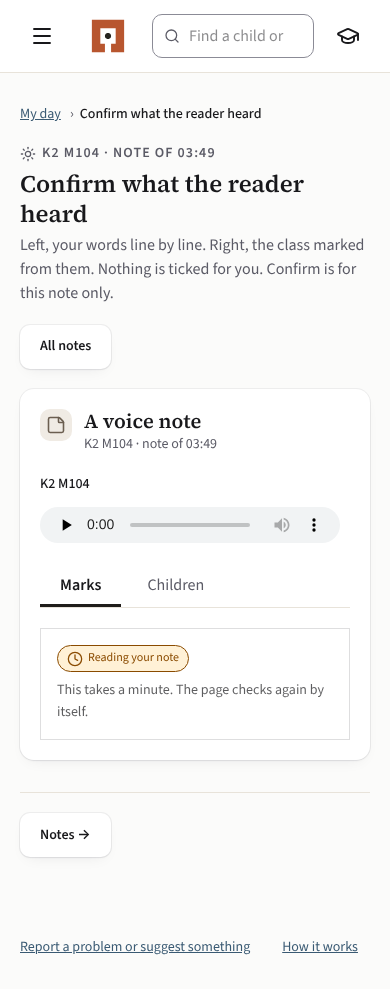 Find a child or
My day › Confirm what the reader heard
K2 M104 · NOTE OF 03:49
Confirm what the reader
heard
Left, your words line by line. Right, the class marked
from them. Nothing is ticked for you. Confirm is for
this note only.
All notes
A voice note
K2 M104 · note of 03:49
K2 M104
0:00
Marks
Children
Reading your note
This takes a minute. The page checks again by
itself.
Notes →
Report a problem or suggest something
How it works